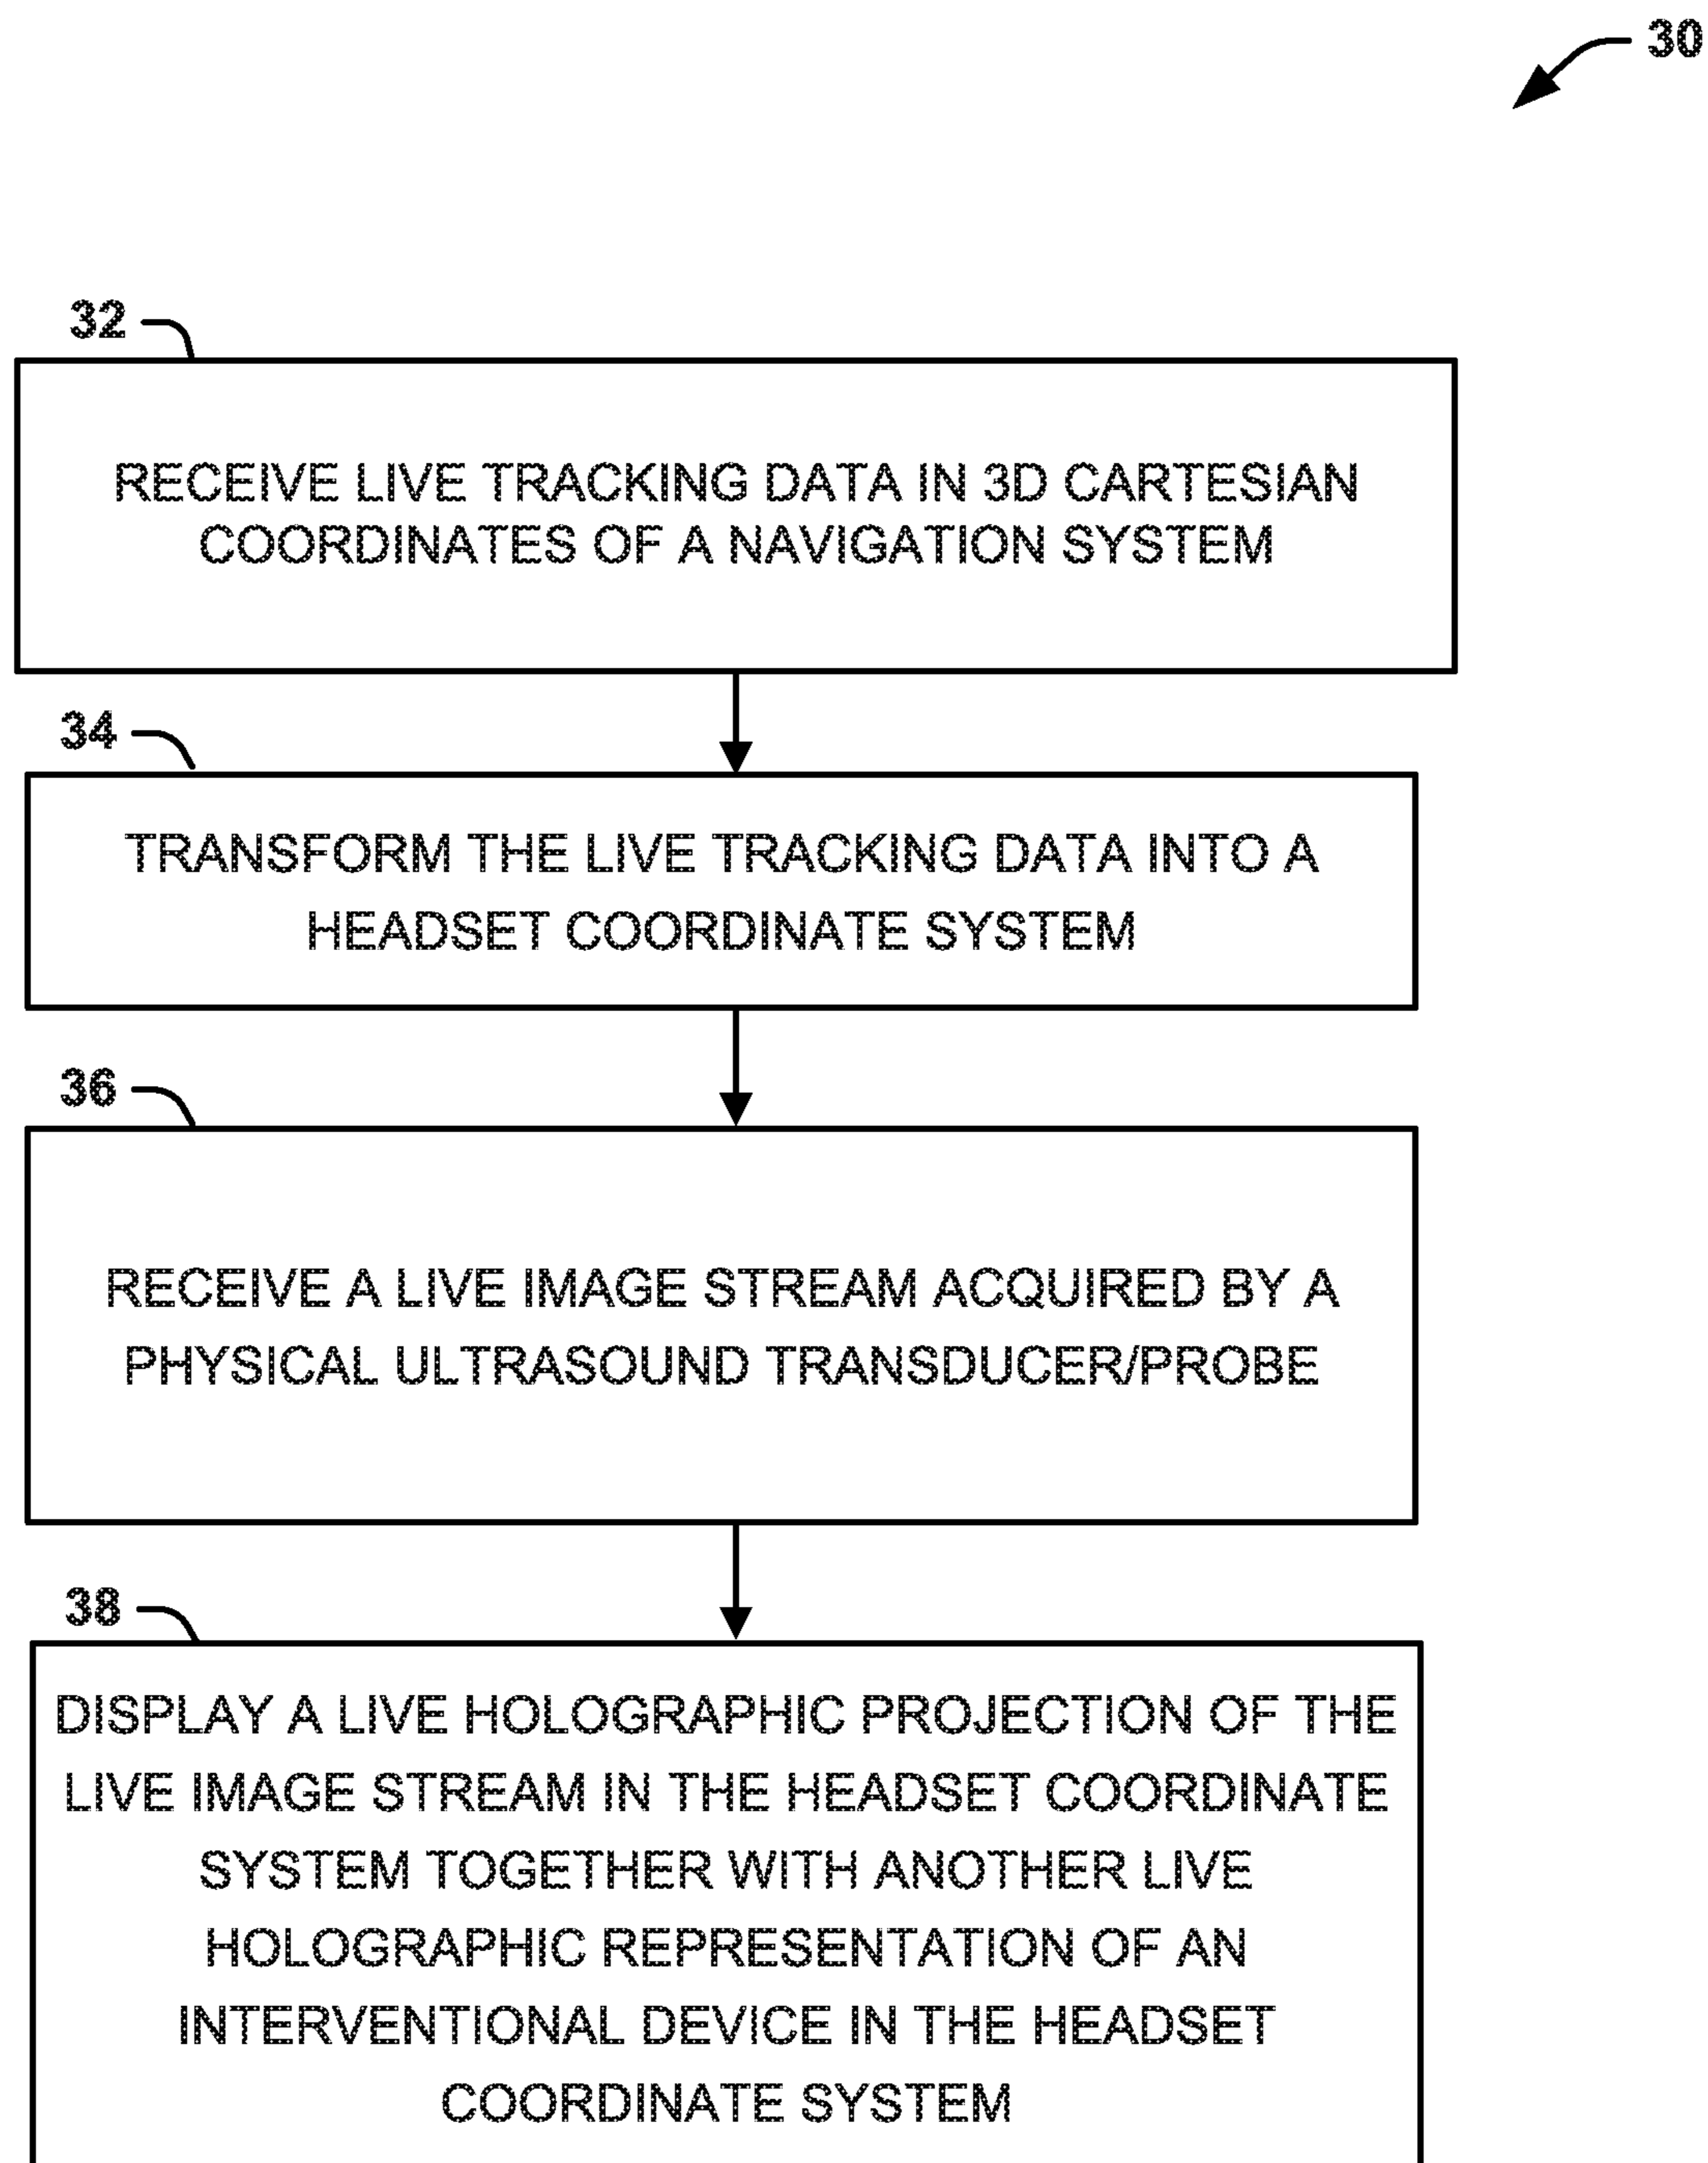 30
32
RECEIVE LIVE TRACKING DATA IN 3D CARTESIAN
COORDINATES OF A NAVIGATION SYSTEM
34
TRANSFORM THE LIVE TRACKING DATA INTO A
HEADSET COORDINATE SYSTEM
36
RECEIVE A LIVE IMAGE STREAM ACQUIRED BY A
PHYSICAL ULTRASOUND TRANSDUCER/PROBE
38
DISPLAY A LIVE HOLOGRAPHIC PROJECTION OF THE
LIVE IMAGE STREAM IN THE HEADSET COORDINATE
SYSTEM TOGETHER WITH ANOTHER LIVE
HOLOGRAPHIC REPRESENTATION OF AN
INTERVENTIONAL DEVICE IN THE HEADSET
COORDINATE SYSTEM